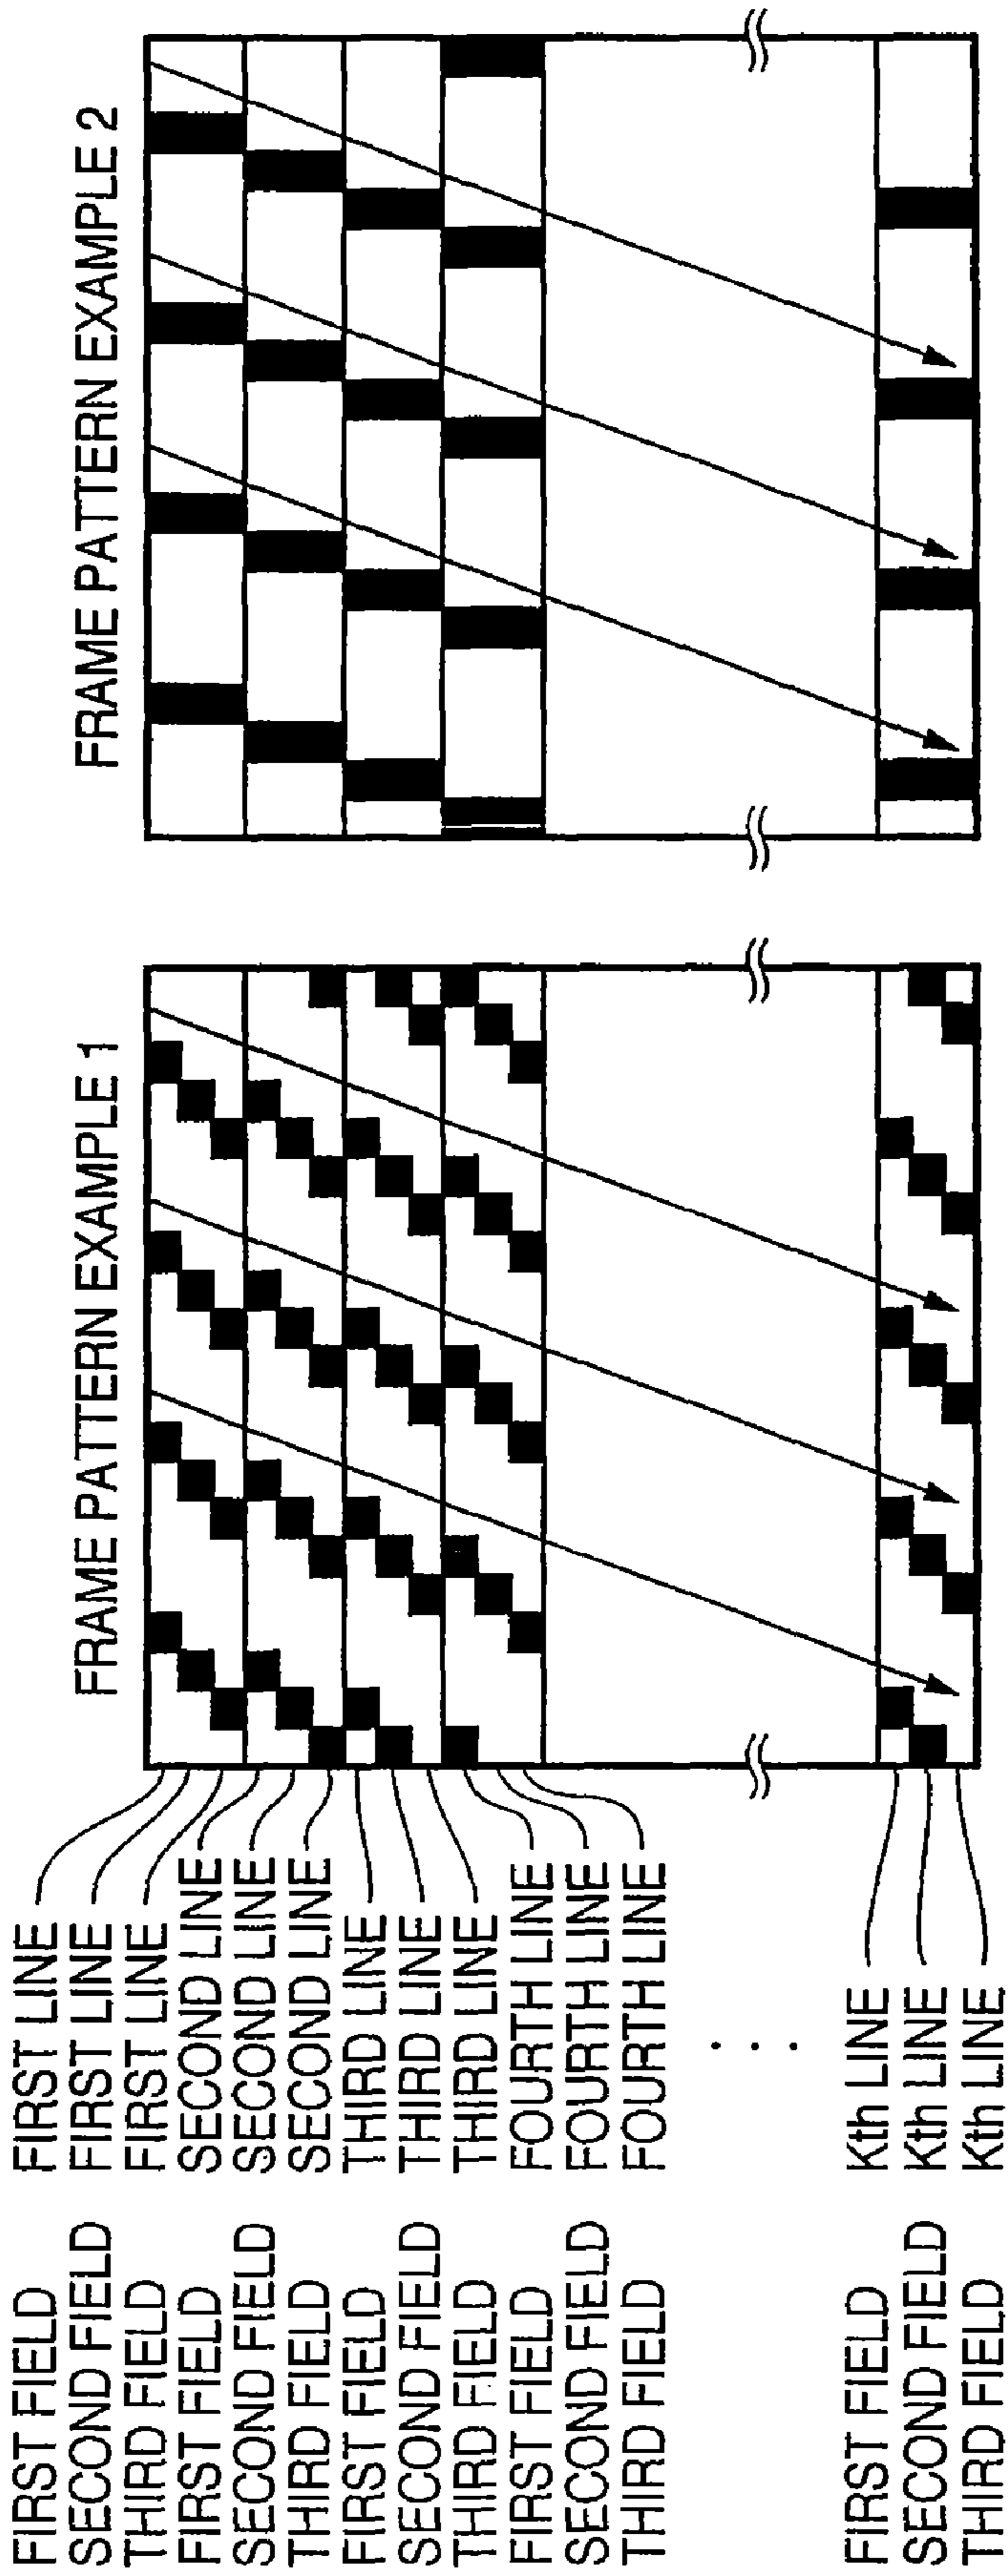 FRAME PATTERN EXAMPLE 1
FRAME PATTERN EXAMPLE 2
FIRST FIELD FIRST LINE
SECOND FIELD FIRST LINE
THIRD FIELD FIRST LINE
FIRST FIELD SECOND LINE
SECOND FIELD SECOND LINE
THIRD FIELD SECOND LINE
FIRST FIELD THIRD LINE
SECOND FIELD THIRD LINE
THIRD FIELD THIRD LINE
FIRST FIELD FOURTH LINE
SECOND FIELD FOURTH LINE
THIRD FIELD FOURTH LINE
. . .
FIRST FIELD Kth LINE
SECOND FIELD Kth LINE
THIRD FIELD Kth LINE